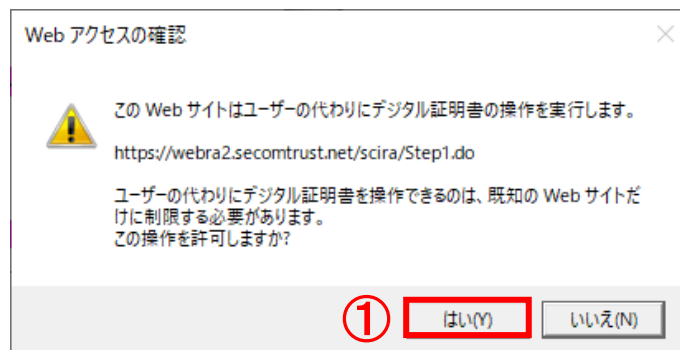 Web アクセスの確認
この Web サイトはユーザーの代わりにデジタル証明書の操作を実行します。
https://webra2.secomtrust.net/scira/Step1.do
ユーザーの代わりにデジタル証明書を操作できるのは、既知の Web サイトだ
けに制限する必要があります。
この操作を許可しますか?
① はい(Y) いいえ(N)